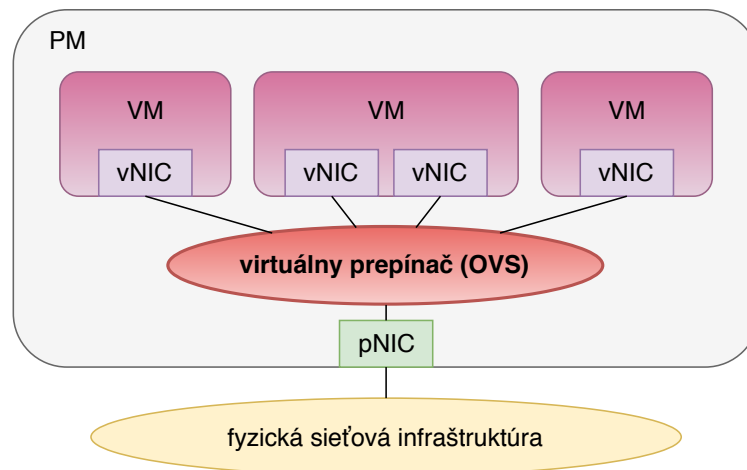 PM
VM
VM
VM
vNIC
vNIC
vNIC
vNIC
virtuálny prepínač (OVS)
pNIC
fyzická sieťová infraštruktúra